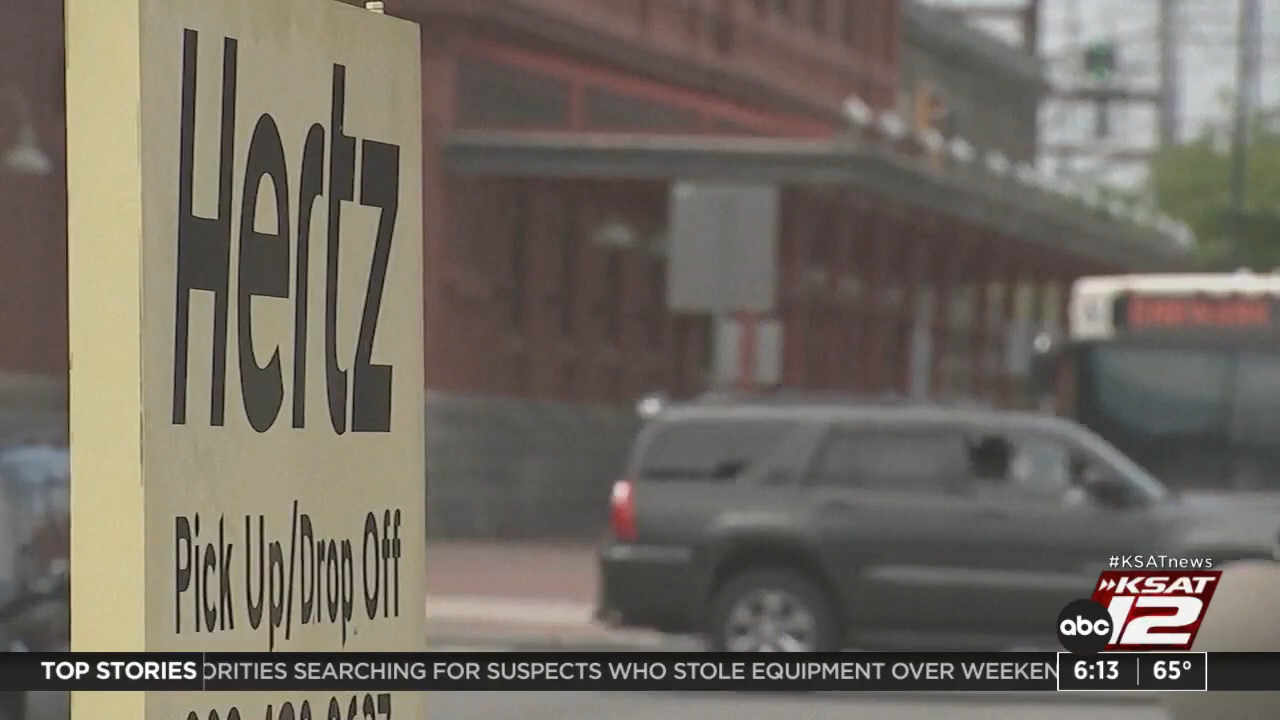 Hertz
Pick Up/Drop Off
#KSATnews
KSAT
abc 12
TOP STORIES ORITIES SEARCHING FOR SUSPECTS WHO STOLE EQUIPMENT OVER WEEKEN 6:13 65°